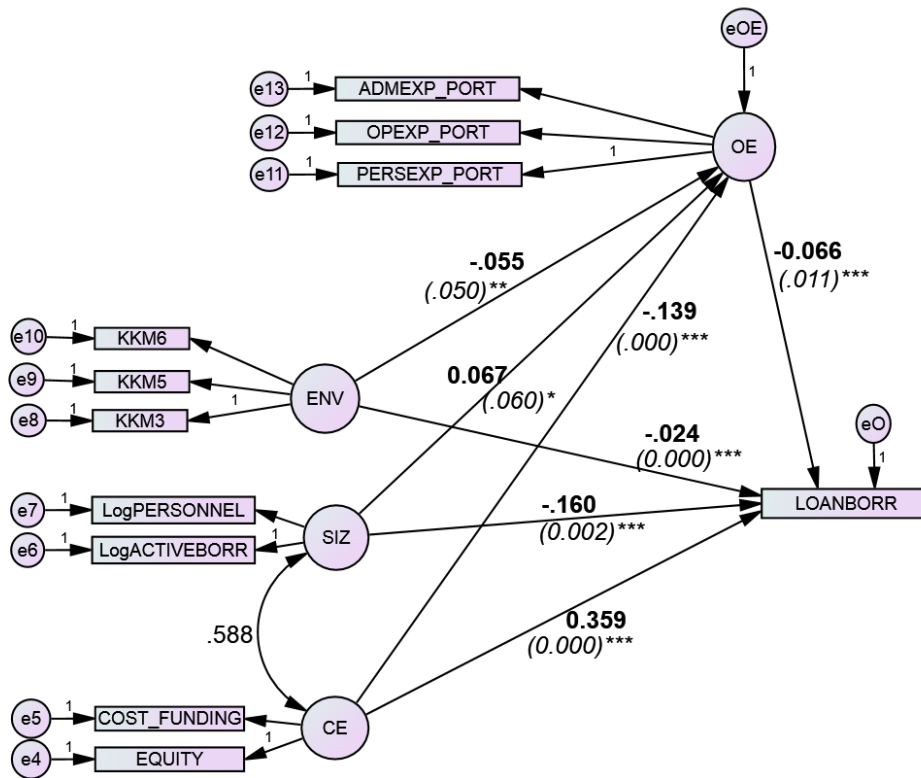 eOE
1
e13 1 ADMEXP_PORT
e12 1 OPEXP_PORT
OE
1
e11 1 PERSEXP_PORT
-.055
(.050)**
-0.066
(.011)***
-.139
(.000)***
e10 1 KKM6
e9 1 KKM5
ENV
e8 1 KKM3 1
0.067
(.060)*
eO
1
-.024
(0.000)***
LOANBORR
e7 1 LogPERSONNEL
SIZ
e6 1 LogACTIVEBORR 1
-.160
(0.002)***
.588
0.359
(0.000)***
e5 1 COST_FUNDING
CE
e4 1 EQUITY 1